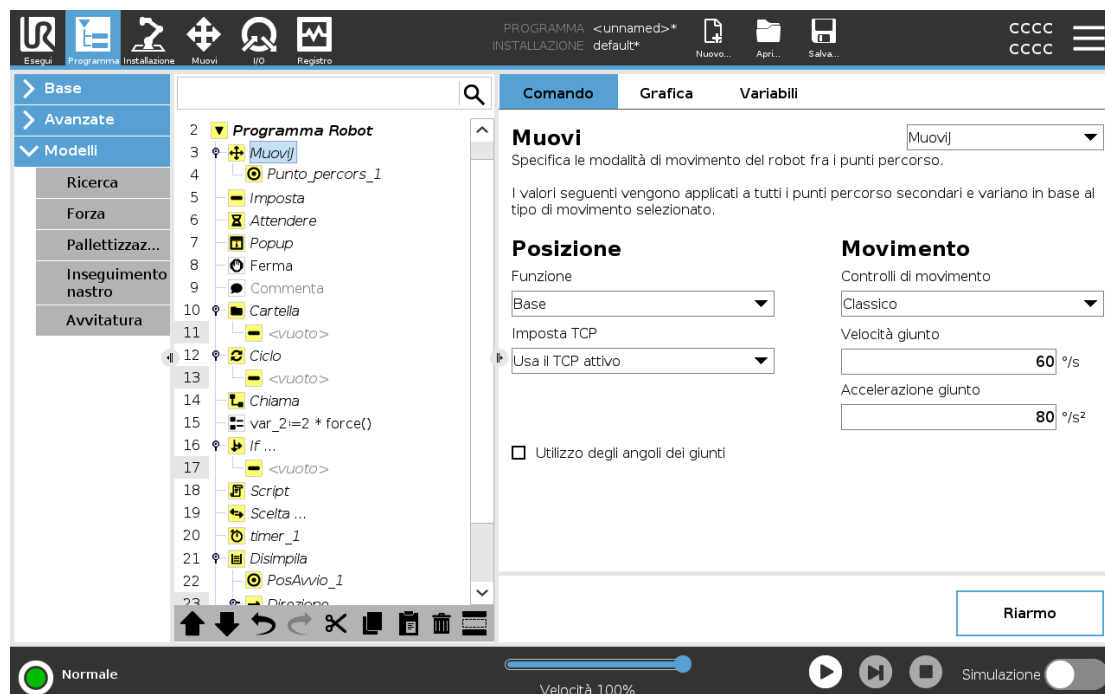 PROGRAMMA <unnamed>*
INSTALLAZIONE default*
UR
Esegui
Programma
Installazione
Muovi
I/O
Registro
Nuovo...
Apri...
Salva...
CCCC
CCCC
Base
Avanzate
Modelli
Ricerca
Forza
Pallettizzaz...
Inseguimento
nastro
Avvitatura
2 Programma Robot
3 MuoviJ
4 Punto_percors_1
5 Imposta
6 Attendere
7 Popup
8 Ferma
9 Commenta
10 Cartella
11 <vuoto>
12 Ciclo
13 <vuoto>
14 Chiama
15 var_2:=2 * force()
16 If ...
17 <vuoto>
18 Script
19 Scelta ...
20 timer_1
21 Disimpila
22 PosAvvio_1
23 Direzione
Comando
Grafica
Variabili
Muovi
MuoviJ
Specifica le modalità di movimento del robot fra i punti percorso.
I valori seguenti vengono applicati a tutti i punti percorso secondari e variano in base al
tipo di movimento selezionato.
Posizione
Funzione
Base
Imposta TCP
Usa il TCP attivo
Utilizzo degli angoli dei giunti
Movimento
Controlli di movimento
Classico
Velocità giunto
60 °/s
Accelerazione giunto
80 °/s²
Riarmo
Normale
Velocità 100%
Simulazione